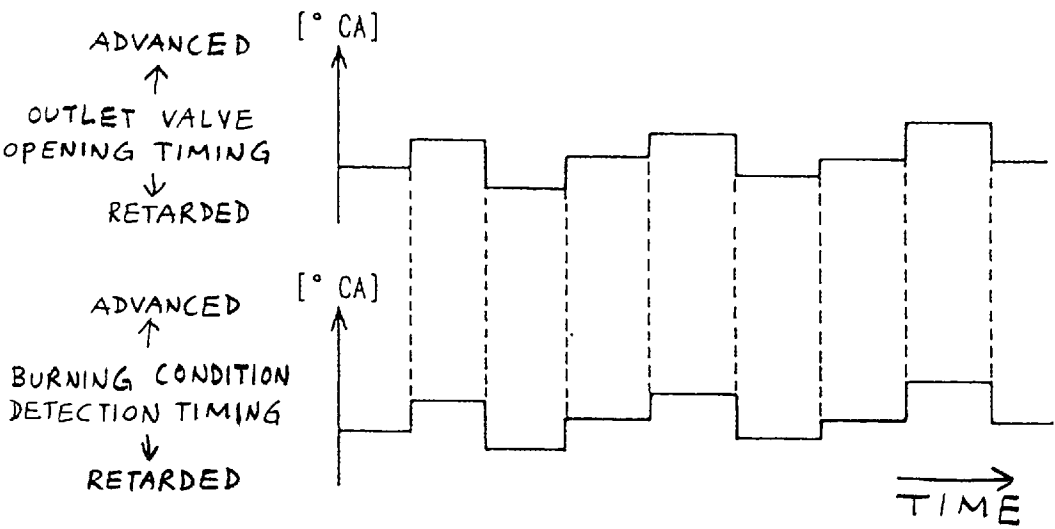 [° CA]
ADVANCED
OUTLET VALVE
OPENING TIMING
RETARDED
[° CA]
ADVANCED
BURNING CONDITION
DETECTION TIMING
RETARDED
TIME